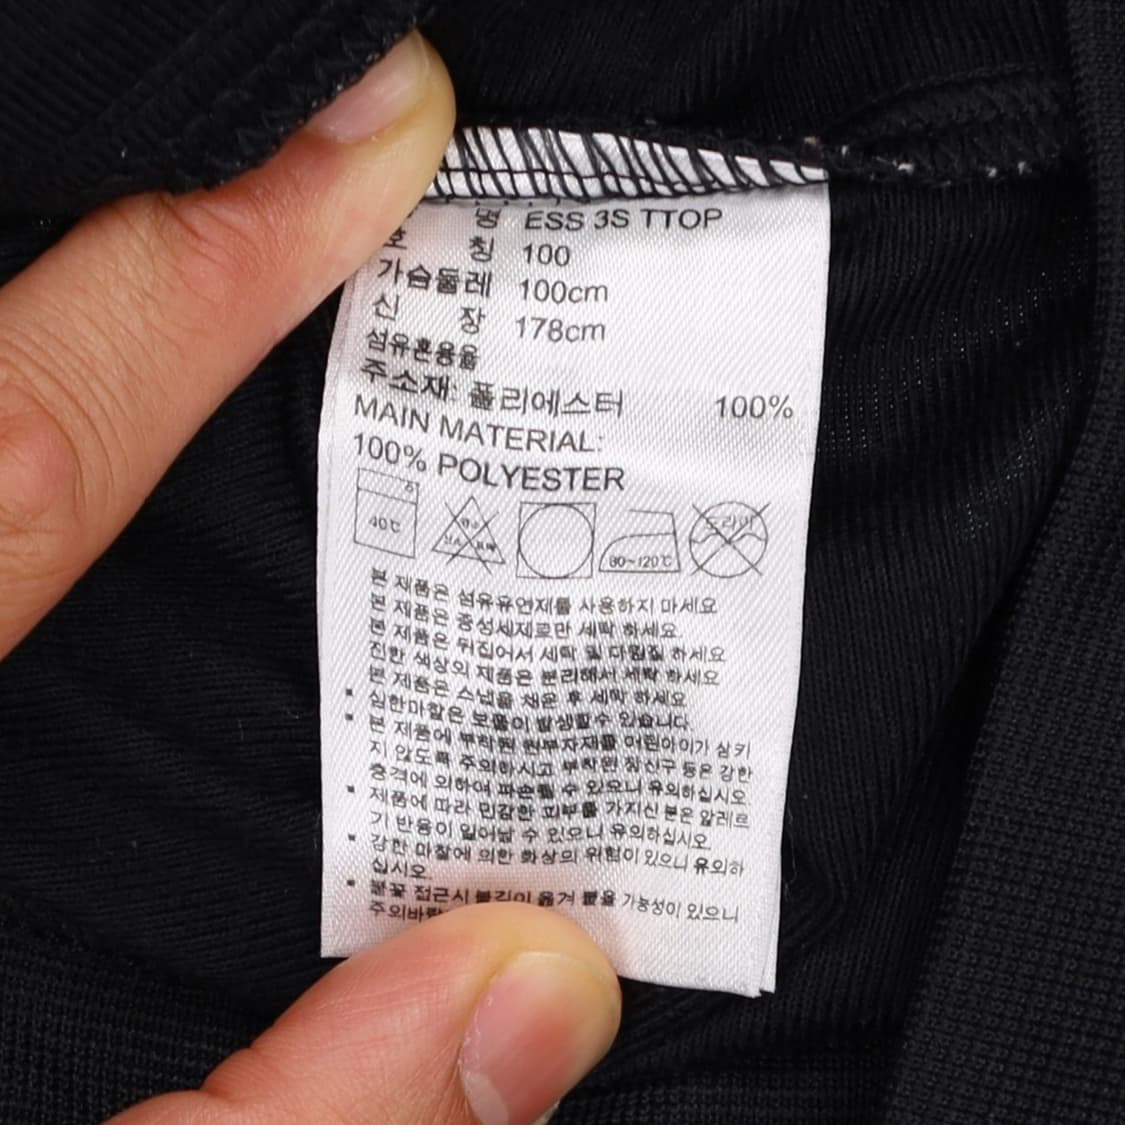 명 ESS 3S TTOP
호 칭 100
가슴둘레 100cm
신 장 178cm
섬유혼용율
주소재: 폴리에스터 100%
MAIN MATERIAL:
100% POLYESTER
40℃
80~120℃
드라이
본 제품은 섬유유연제를 사용하지 마세요
본 제품은 중성세제로만 세탁 하세요
본 제품은 뒤집어서 세탁 및 다림질 하세요
진한 색상의 제품은 분리해서 세탁 하세요
본 제품은 스냅을 채운 후 세탁 하세요
▪ 심한마찰은 보풀이 발생할수 있습니다.
▪ 본 제품에 부착된 원부자재를 어린아이가 삼키
지 않도록 주의하시고 부착된 장신구 등은 강한
충격에 의하여 파손될 수 있으니 유의하십시오
▪ 제품에 따라 민감한 피부를 가지신 분은 알레르
기 반응이 일어날 수 있으니 유의하십시오
▪ 강한 마찰에 의한 화상의 위험이 있으니 유의하
십시오.
▪ 불꽃 접근시 불길이 옮겨 붙을 가능성이 있으니
주의바